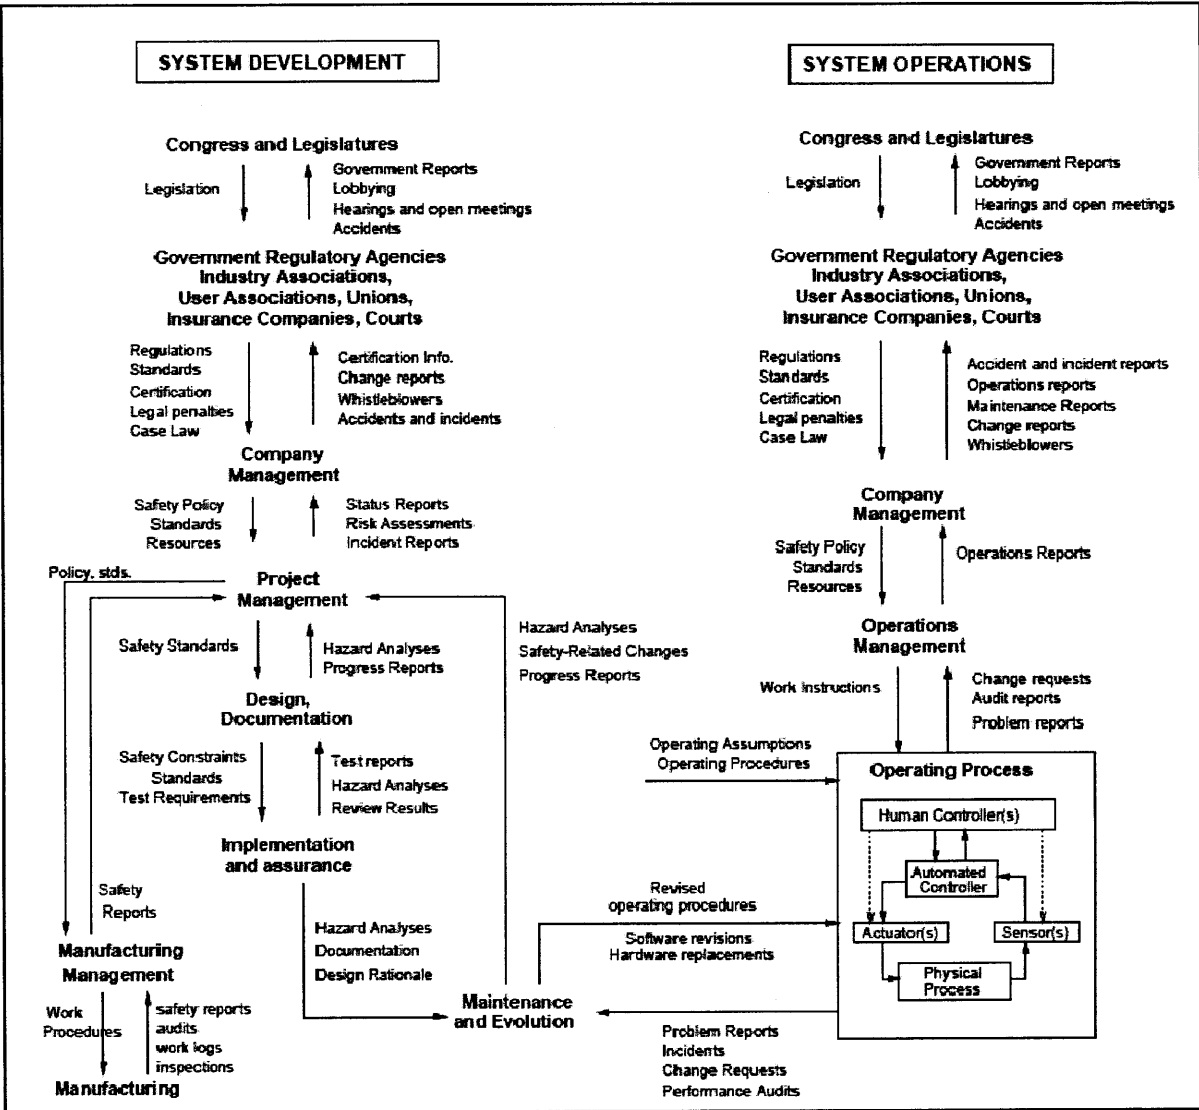 SYSTEM DEVELOPMENT
Congress and Legislatures
Legislation
Government Reports
Lobbying
Hearings and open meetings
Accidents
Government Regulatory Agencies
Industry Associations,
User Associations, Unions,
Insurance Companies, Courts
Regulations
Standards
Certification
Legal penalties
Case Law
Certification Info.
Change reports
Whistleblowers
Accidents and incidents
Company
Management
Safety Policy
Standards
Resources
Status Reports
Risk Assessments
Incident Reports
Policy, stds.
Project
Management
Safety Standards
Hazard Analyses
Progress Reports
Design,
Documentation
Safety Constraints
Standards
Test Requirements
Test reports
Hazard Analyses
Review Results
Implementation
and assurance
Safety
Reports
Hazard Analyses
Documentation
Design Rationale
Manufacturing
Management
Work
Procedures
safety reports
audits
work logs
inspections
Manufacturing
Hazard Analyses
Safety-Related Changes
Progress Reports
Maintenance
and Evolution
Revised
operating procedures
Software revisions
Hardware replacements
Problem Reports
Incidents
Change Requests
Performance Audits
SYSTEM OPERATIONS
Congress and Legislatures
Legislation
Government Reports
Lobbying
Hearings and open meetings
Accidents
Government Regulatory Agencies
Industry Associations,
User Associations, Unions,
Insurance Companies, Courts
Regulations
Standards
Certification
Legal penalties
Case Law
Accident and incident reports
Operations reports
Maintenance Reports
Change reports
Whistleblowers
Company
Management
Safety Policy
Standards
Resources
Operations Reports
Operations
Management
Work Instructions
Change requests
Audit reports
Problem reports
Operating Assumptions
Operating Procedures
Operating Process
Human Controller(s)
Automated
Controller
Actuator(s)
Sensor(s)
Physical
Process